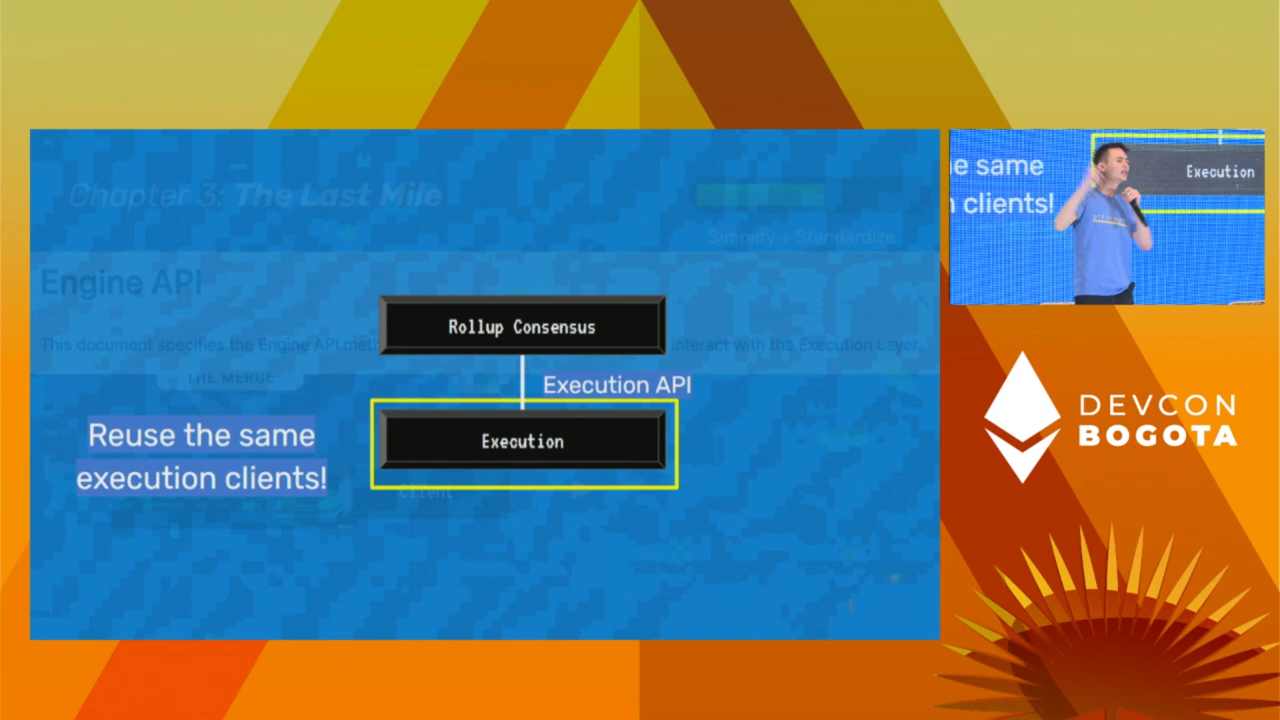 Chapter 3: The Last Mile
Simplify + Standardize
Engine API
This document specifies the Engine API
interact with the Execution Layer.
THE MERGE
Rollup Consensus
Execution API
Execution
Reuse the same
execution clients!
Client
e same
n clients!
Execution
DEVCON
BOGOTA